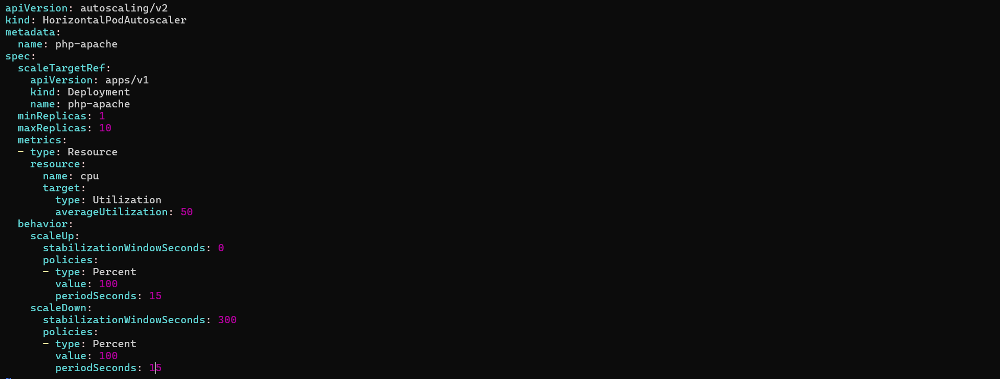 apiVersion: autoscaling/v2
kind: HorizontalPodAutoscaler
metadata:
  name: php-apache
spec:
  scaleTargetRef:
    apiVersion: apps/v1
    kind: Deployment
    name: php-apache
  minReplicas: 1
  maxReplicas: 10
  metrics:
  - type: Resource
    resource:
      name: cpu
      target:
        type: Utilization
        averageUtilization: 50
  behavior:
    scaleUp:
      stabilizationWindowSeconds: 0
      policies:
      - type: Percent
        value: 100
        periodSeconds: 15
    scaleDown:
      stabilizationWindowSeconds: 300
      policies:
      - type: Percent
        value: 100
        periodSeconds: 15